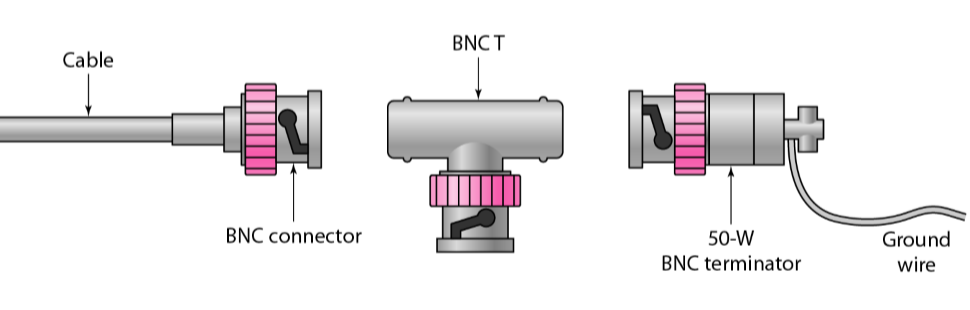 BNC T
Cable
BNC connector
50-W
BNC terminator
Ground
wire